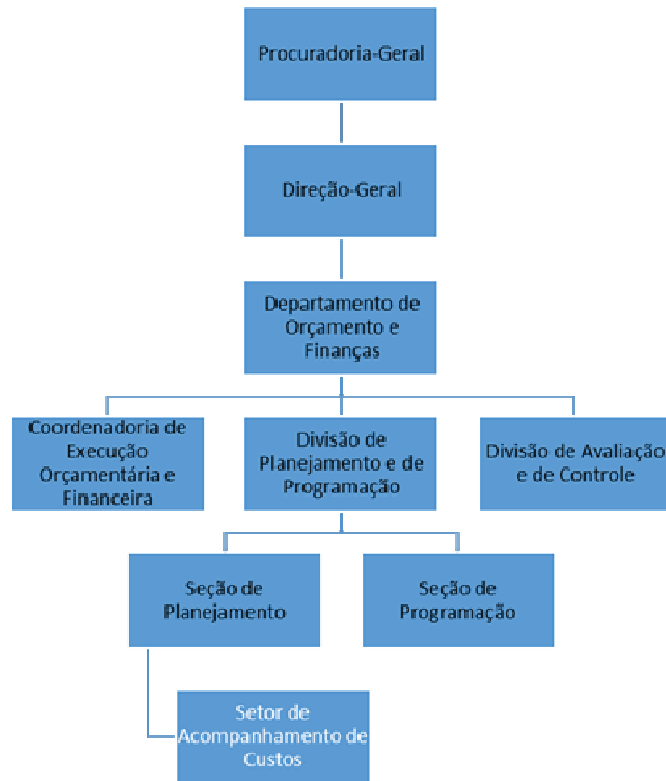 Procuradoria-Geral
Direção-Geral
Departamento de
Orçamento e
Finanças
Coordenadoria de
Execução
Orçamentária e
Financeira
Divisão de
Planejamento e de
Programação
Divisão de Avaliação
e de Controle
Seção de
Planejamento
Seção de
Programação
Setor de
Acompanhamento de
Custos